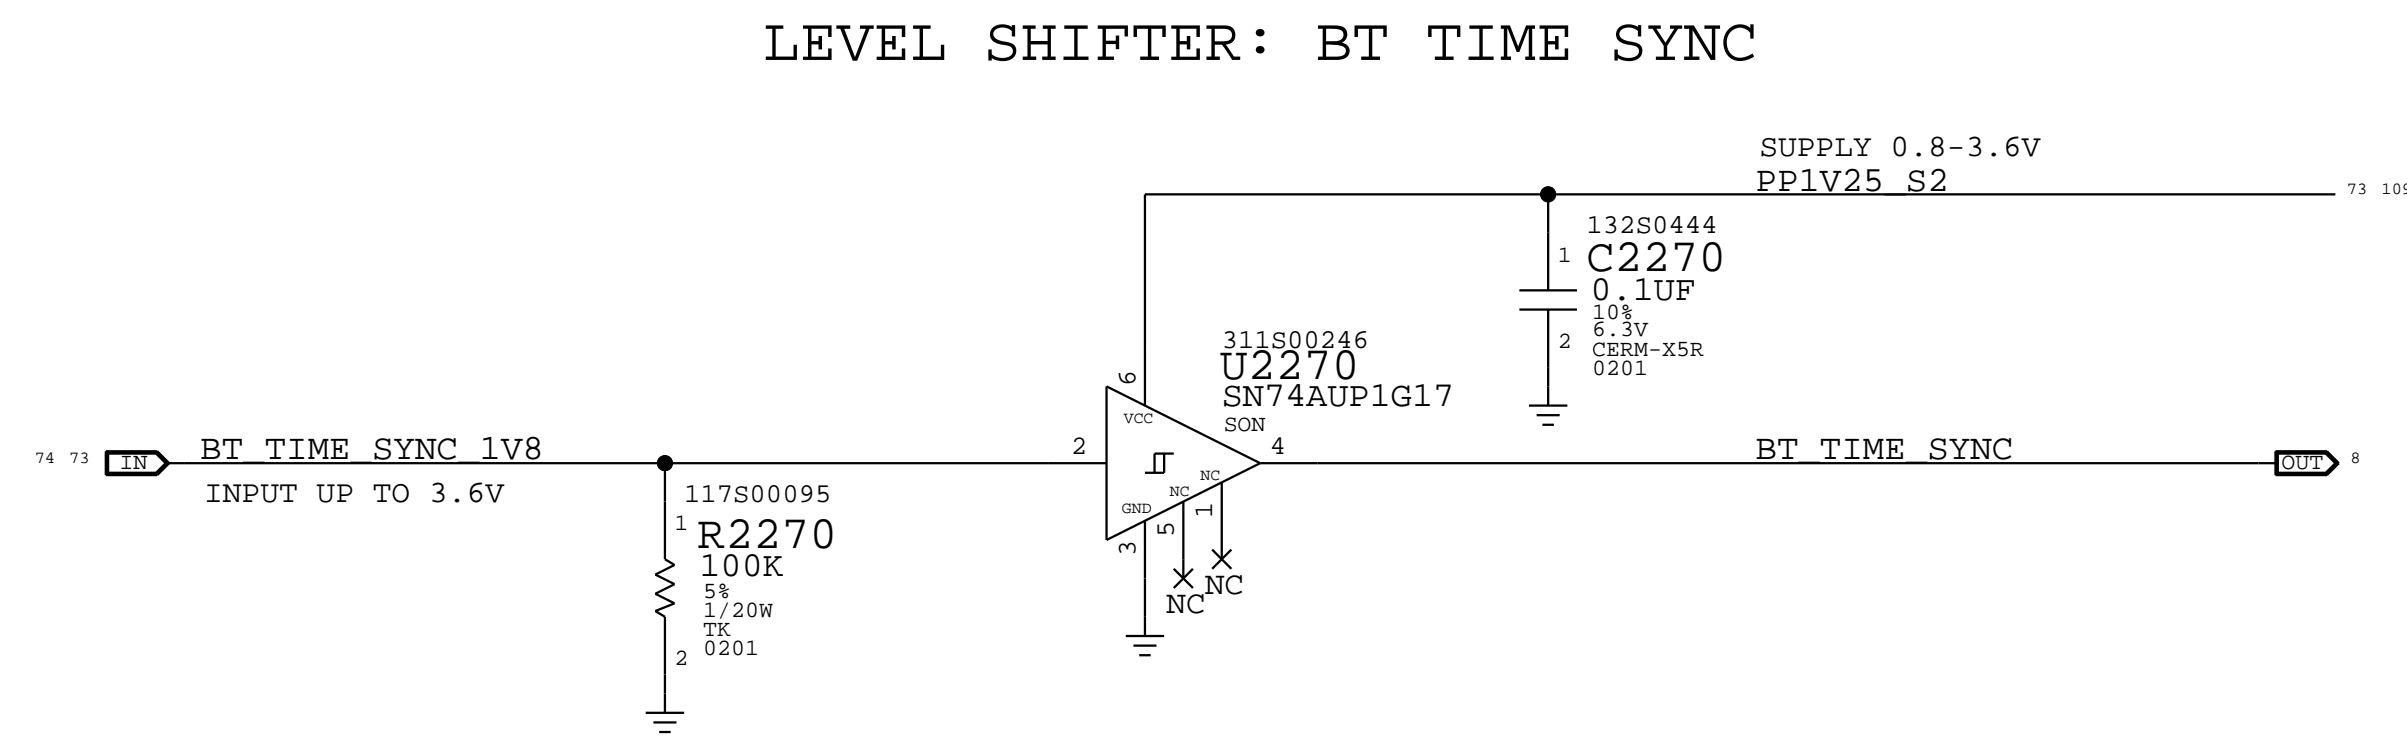 LEVEL SHIFTER: BT TIME SYNC
SUPPLY 0.8-3.6V
PP1V25_S2
73 109
132S0444
1
C2270
0.1UF
10%
6.3V
2
CERM-X5R
0201
311S00246
U2270
SN74AUP1G17
SON
6
VCC
2
4
NC
NC
GND
1
5
3
NC
NC
74 73
IN
BT_TIME_SYNC_1V8
INPUT UP TO 3.6V
BT_TIME_SYNC
OUT
8
117S00095
1
R2270
100K
5%
1/20W
TK
0201
2